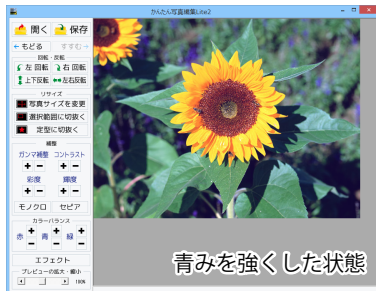 かんたん写真編集Lite2
開く 保存
もどる すすむ
回転・反転
左 回転 右 回転
上下反転 左右反転
リサイズ
写真サイズを変更
選択範囲に切抜く
定型に切抜く
補整
ガンマ補整 コントラスト
+ - + -
彩度 輝度
+ - + -
モノクロ セピア
カラーバランス
赤 + - 青 + - 緑 + -
エフェクト
プレビューの拡大・縮小
100%
青みを強くした状態